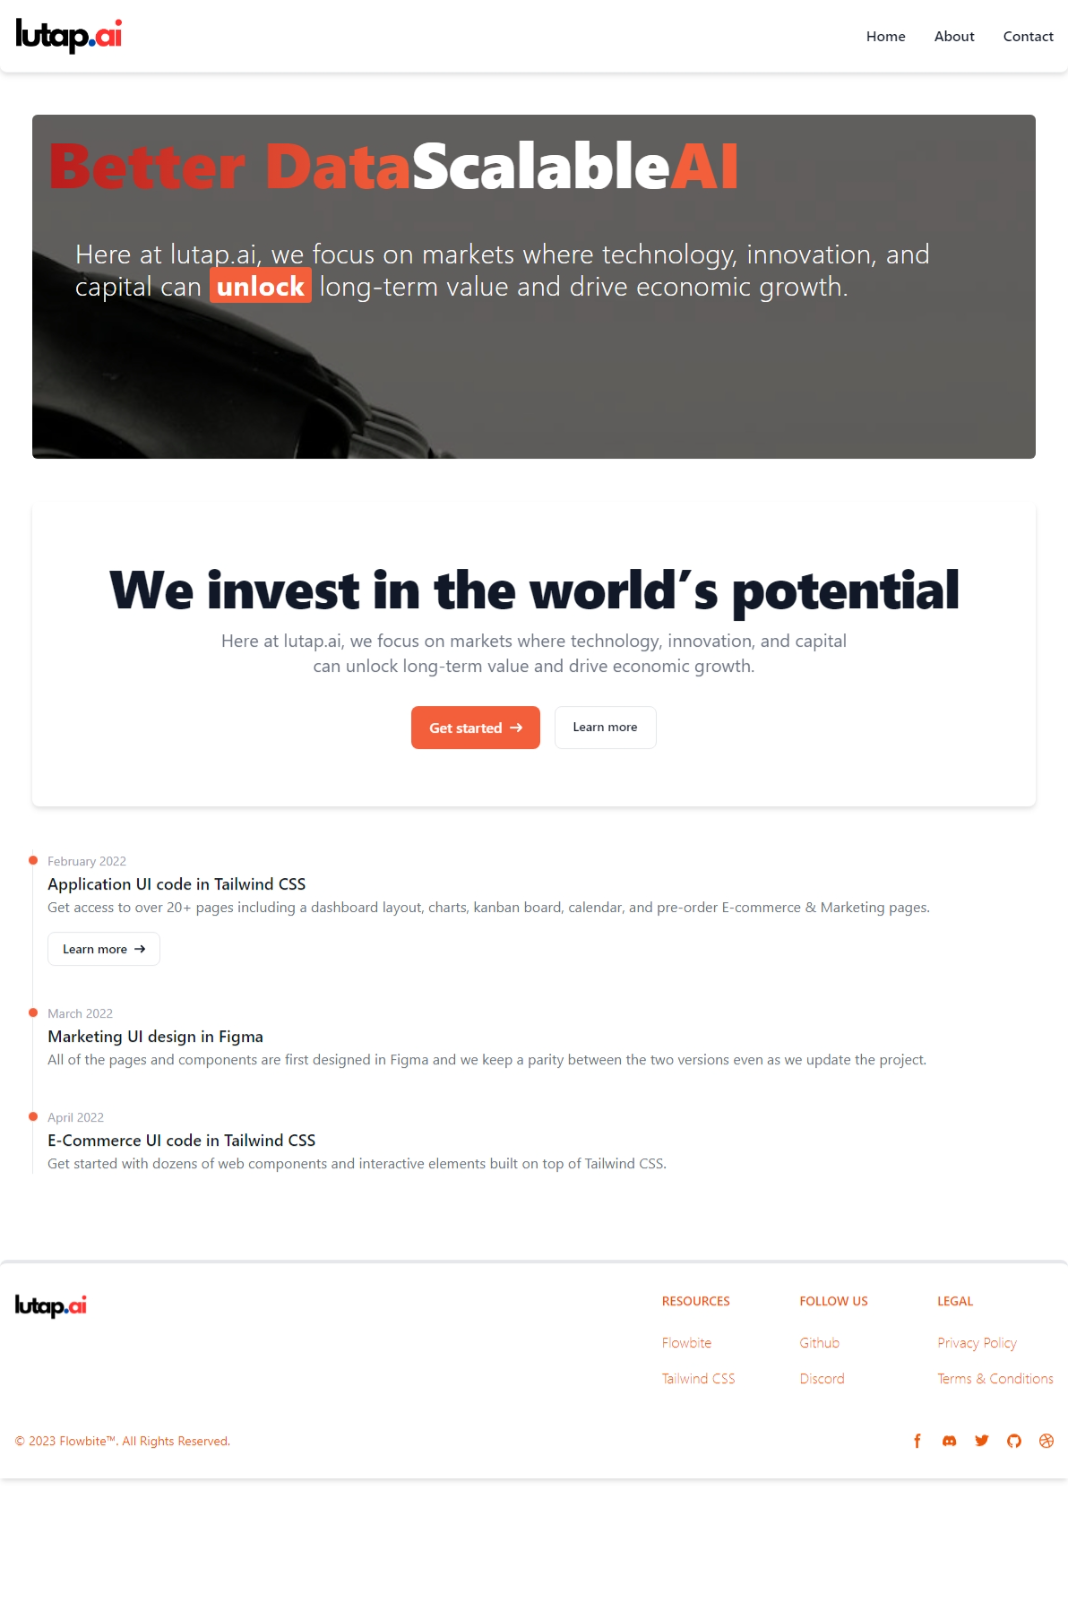 lutap.ai
Home About Contact
Better DataScalableAI
Here at lutap.ai, we focus on markets where technology, innovation, and
capital can unlock long-term value and drive economic growth.
We invest in the world's potential
Here at lutap.ai, we focus on markets where technology, innovation, and capital
can unlock long-term value and drive economic growth.
Get started → Learn more
February 2022
Application UI code in Tailwind CSS
Get access to over 20+ pages including a dashboard layout, charts, kanban board, calendar, and pre-order E-commerce & Marketing pages.
Learn more →
March 2022
Marketing UI design in Figma
All of the pages and components are first designed in Figma and we keep a parity between the two versions even as we update the project.
April 2022
E-Commerce UI code in Tailwind CSS
Get started with dozens of web components and interactive elements built on top of Tailwind CSS.
lutap.ai
RESOURCES FOLLOW US LEGAL
Flowbite Github Privacy Policy
Tailwind CSS Discord Terms & Conditions
© 2023 Flowbite™. All Rights Reserved.